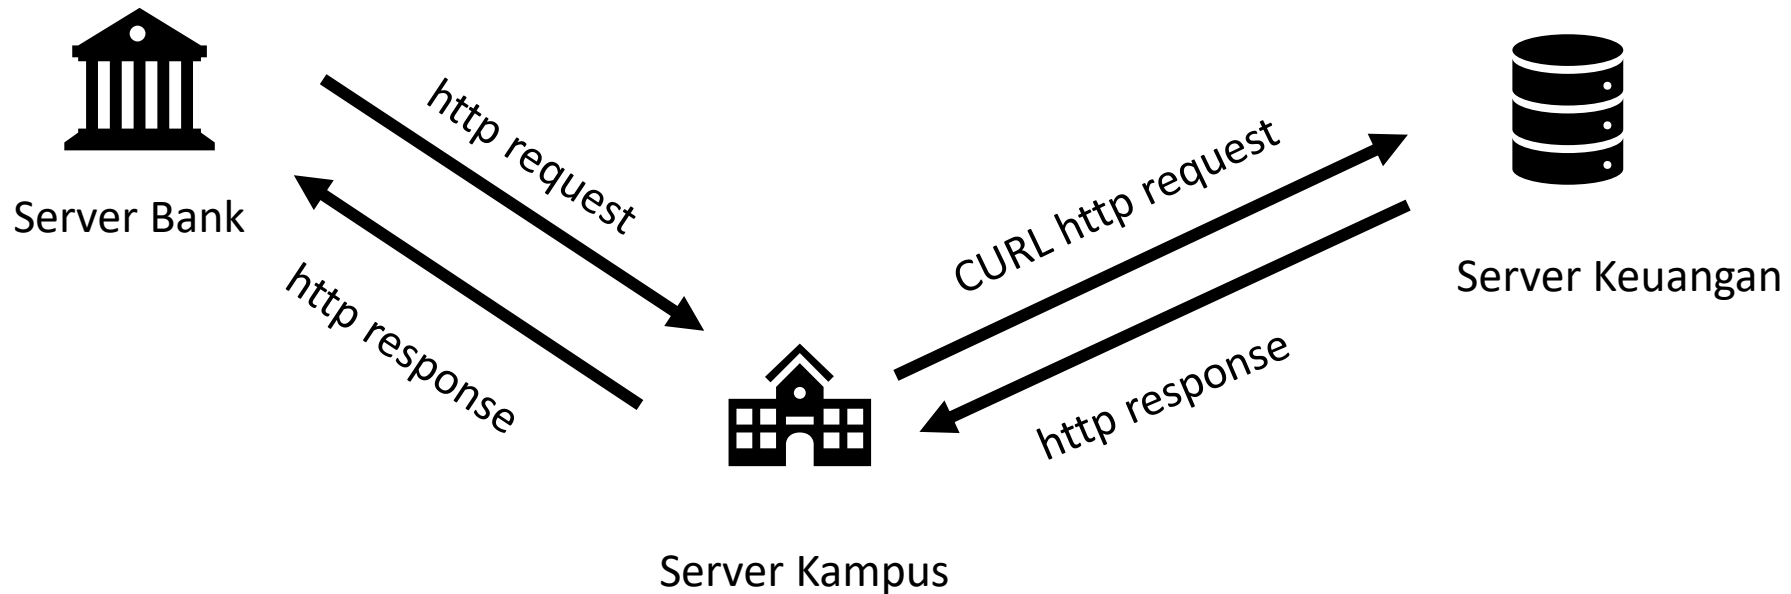 http request
Server Bank
http response
CURL http request
Server Keuangan
http response
Server Kampus